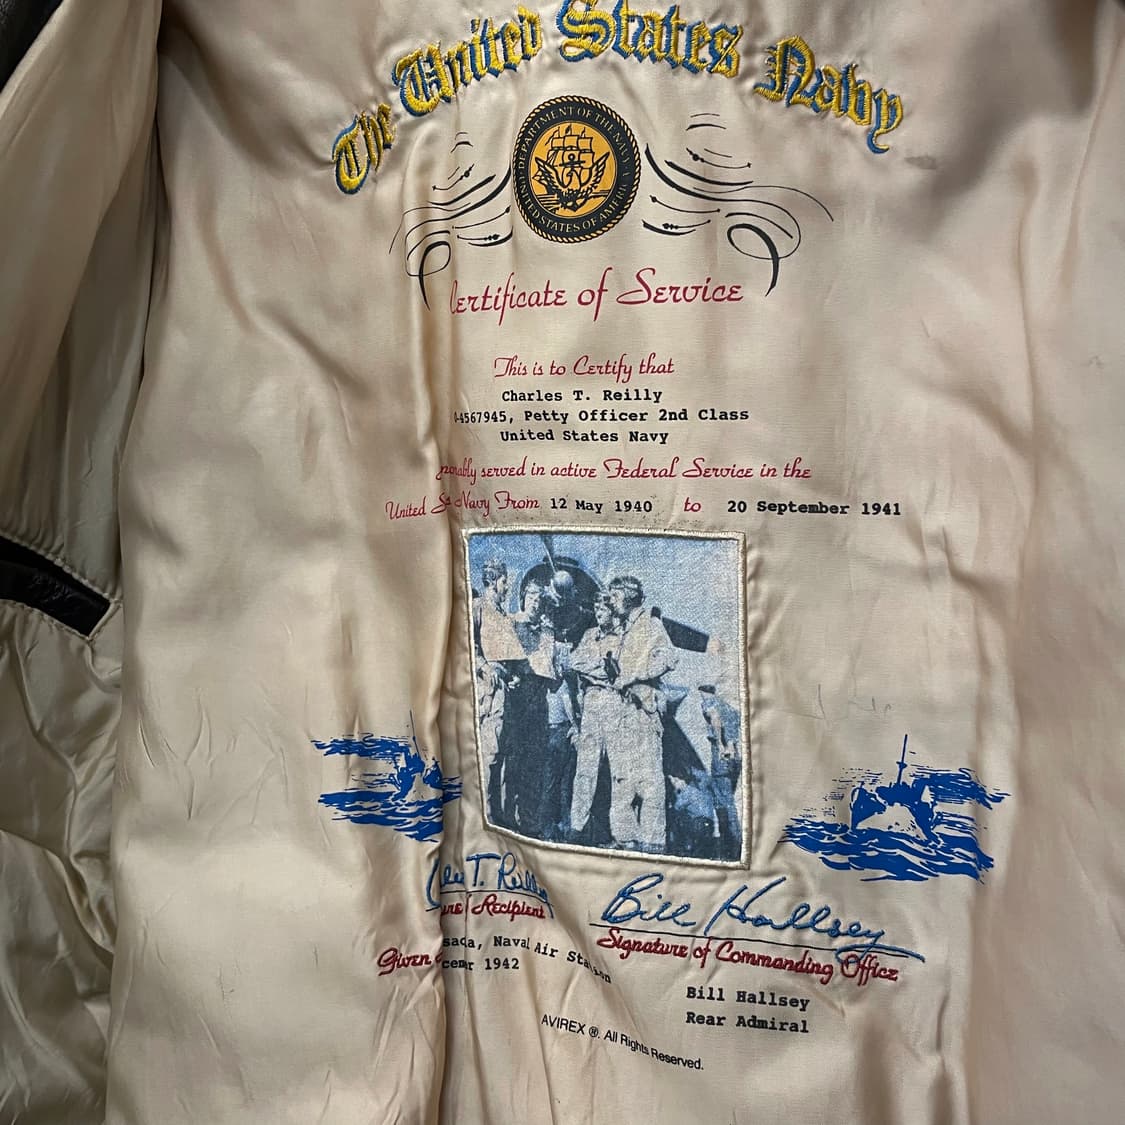 The United States Navy
DEPARTMENT OF THE NAVY
UNITED STATES OF AMERICA
Certificate of Service
This is to Certify that
Charles T. Reilly
4567945, Petty Officer 2nd Class
United States Navy
served in active Federal Service in the
United Navy From 12 May 1940 to 20 September 1941
T. Reilly
Bill Hallsey
Recipient
Signature of Commanding Office
Given
Naval Air Station
1942
Bill Hallsey
Rear Admiral
AVIREX ®. All Rights Reserved.